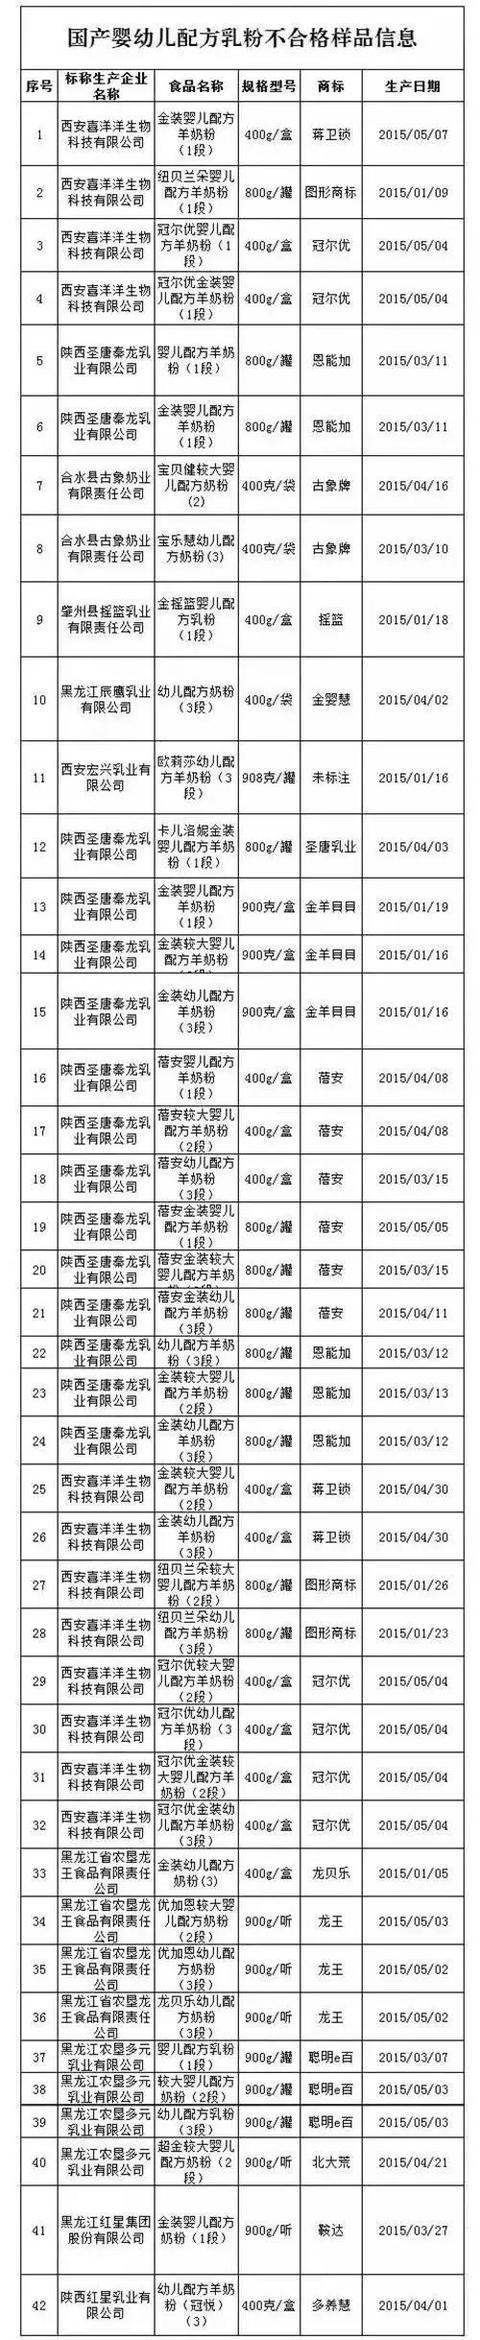 国产婴幼儿配方乳粉不合格样品信息
序号 标称生产企业名称 食品名称 规格型号 商标 生产日期
1 西安喜洋洋生物科技有限公司 金装婴儿配方羊奶粉（1段） 400g/盒 蒋卫锁 2015/05/07
2 西安喜洋洋生物科技有限公司 纽贝兰朵婴儿配方羊奶粉（1段） 800g/罐 图形商标 2015/01/09
3 西安喜洋洋生物科技有限公司 冠尔优婴儿配方羊奶粉（1段） 400g/盒 冠尔优 2015/05/04
4 西安喜洋洋生物科技有限公司 冠尔优金装婴儿配方羊奶粉（1段） 400g/盒 冠尔优 2015/05/04
5 陕西圣唐秦龙乳业有限公司 婴儿配方羊奶粉（1段） 800g/罐 恩能加 2015/03/11
6 陕西圣唐秦龙乳业有限公司 金装婴儿配方羊奶粉（1段） 800g/罐 恩能加 2015/03/11
7 合水县古象奶业有限责任公司 宝贝健较大婴儿配方奶粉(2) 400克/袋 古象牌 2015/04/16
8 合水县古象奶业有限责任公司 宝乐慧幼儿配方奶粉(3) 400克/袋 古象牌 2015/03/10
9 肇州县摇篮乳业有限责任公司 金摇篮婴儿配方乳粉（1段） 400g/盒 摇篮 2015/01/18
10 黑龙江辰鹰乳业有限公司 幼儿配方奶粉（3段） 400g/袋 金婴慧 2015/04/02
11 西安宏兴乳业有限公司 欧莉莎幼儿配方羊奶粉（3段） 908克/罐 未标注 2015/01/16
12 陕西圣唐秦龙乳业有限公司 卡儿洛妮金装婴儿配方羊奶粉（1段） 800g/罐 圣唐乳业 2015/04/03
13 陕西圣唐秦龙乳业有限公司 金装婴儿配方羊奶粉（1段） 900克/盒 金羊贝贝 2015/01/19
14 陕西圣唐秦龙乳业有限公司 金装较大婴儿配方羊奶粉 900克/盒 金羊贝贝 2015/01/16
15 陕西圣唐秦龙乳业有限公司 金装幼儿配方羊奶粉（3段） 900克/盒 金羊贝贝 2015/01/16
16 陕西圣唐秦龙乳业有限公司 蓓安婴儿配方羊奶粉（1段） 400g/盒 蓓安 2015/04/08
17 陕西圣唐秦龙乳业有限公司 蓓安较大婴儿配方羊奶粉（2段） 400g/盒 蓓安 2015/04/08
18 陕西圣唐秦龙乳业有限公司 蓓安幼儿配方羊奶粉（3段） 400g/盒 蓓安 2015/03/15
19 陕西圣唐秦龙乳业有限公司 蓓安金装婴儿配方羊奶粉（1段） 800g/罐 蓓安 2015/05/05
20 陕西圣唐秦龙乳业有限公司 蓓安金装较大婴儿配方羊奶 800g/罐 蓓安 2015/03/15
21 陕西圣唐秦龙乳业有限公司 蓓安金装幼儿配方羊奶粉（3段） 800g/罐 蓓安 2015/04/11
22 陕西圣唐秦龙乳业有限公司 幼儿配方羊奶粉（3段） 800g/罐 恩能加 2015/03/12
23 陕西圣唐秦龙乳业有限公司 金装较大婴儿配方羊奶粉（2段） 800g/罐 恩能加 2015/03/13
24 陕西圣唐秦龙乳业有限公司 金装幼儿配方羊奶粉（3段） 800g/罐 恩能加 2015/03/12
25 西安喜洋洋生物科技有限公司 金装较大婴儿配方羊奶粉（2段） 400g/盒 蒋卫锁 2015/04/30
26 西安喜洋洋生物科技有限公司 金装幼儿配方羊奶粉（3段） 400g/盒 蒋卫锁 2015/04/30
27 西安喜洋洋生物科技有限公司 纽贝兰朵较大婴儿配方羊奶粉（2段） 800g/罐 图形商标 2015/01/26
28 西安喜洋洋生物科技有限公司 纽贝兰朵幼儿配方羊奶粉（3段） 800g/罐 图形商标 2015/01/23
29 西安喜洋洋生物科技有限公司 冠尔优较大婴儿配方羊奶粉（2段） 400g/盒 冠尔优 2015/05/04
30 西安喜洋洋生物科技有限公司 冠尔优幼儿配方羊奶粉（3段） 400g/盒 冠尔优 2015/05/04
31 西安喜洋洋生物科技有限公司 冠尔优金装较大婴儿配方羊奶粉（2段） 400g/盒 冠尔优 2015/05/04
32 西安喜洋洋生物科技有限公司 冠尔优金装幼儿配方羊奶粉（3段） 400g/盒 冠尔优 2015/05/04
33 黑龙江省农垦龙王食品有限责任公司 金装幼儿配方奶粉(3) 400g/盒 龙贝乐 2015/01/05
34 黑龙江省农垦龙王食品有限责任公司 优加恩较大婴儿配方奶粉（2段） 900g/听 龙王 2015/05/03
35 黑龙江省农垦龙王食品有限责任公司 优加恩幼儿配方奶粉（3段） 900g/听 龙王 2015/05/02
36 黑龙江省农垦龙王食品有限责任公司 龙贝乐幼儿配方奶粉（3段） 900g/听 龙王 2015/05/02
37 黑龙江农垦多元乳业有限公司 婴儿配方乳粉（1段） 900g/罐 聪明e百 2015/03/07
38 黑龙江农垦多元乳业有限公司 较大婴儿配方奶粉（2段） 900g/罐 聪明e百 2015/05/03
39 黑龙江农垦多元乳业有限公司 幼儿配方乳粉（3段） 900g/罐 聪明e百 2015/05/03
40 黑龙江农垦多元乳业有限公司 超金较大婴儿配方奶粉（2段） 900g/听 北大荒 2015/04/21
41 黑龙江红星集团股份有限公司 金装婴儿配方奶粉（1段） 900g/听 鞍达 2015/03/27
42 陕西红星乳业有限公司 幼儿配方羊奶粉（冠悦）（3） 400克/盒 多养慧 2015/04/01